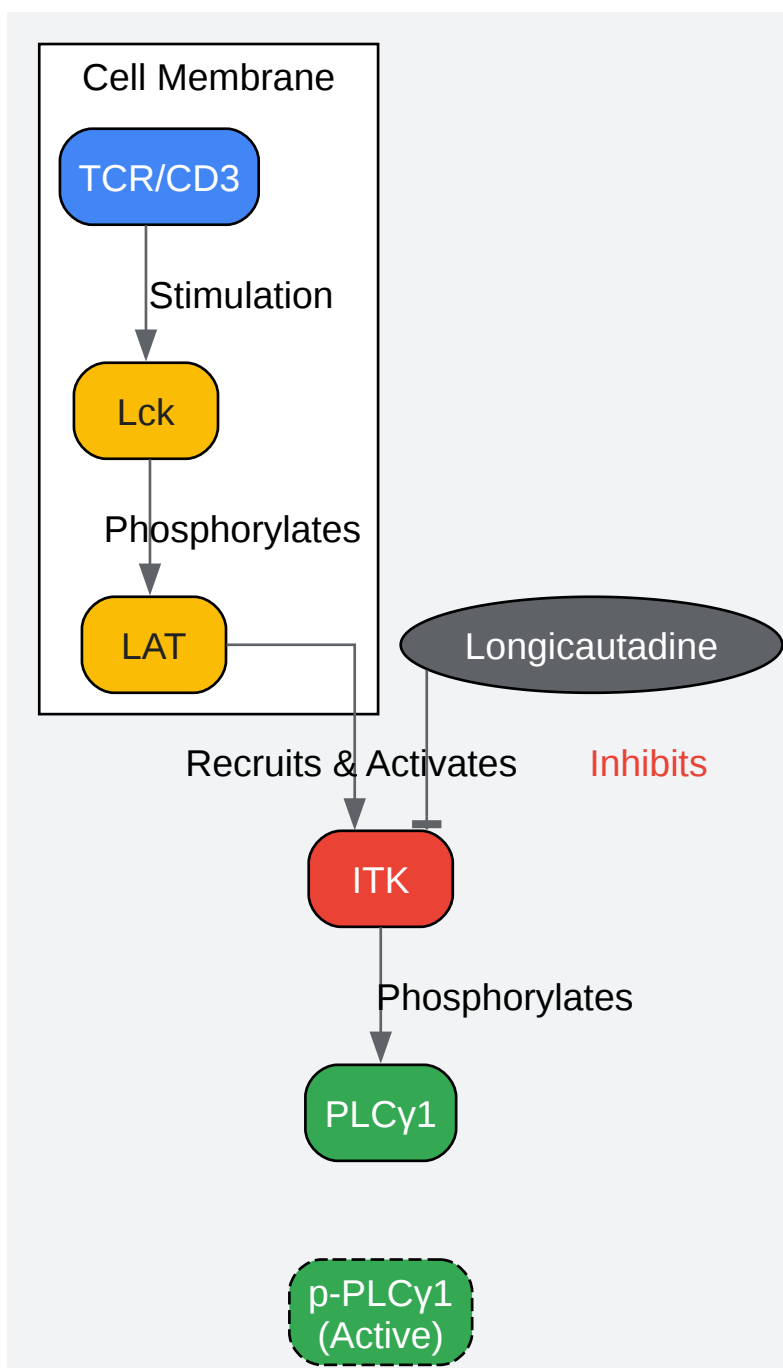 Cell Membrane
TCR/CD3
Stimulation
Lck
Phosphorylates
LAT
Longicautadine
Recruits & Activates
Inhibits
ITK
Phosphorylates
PLCγ1
p-PLCγ1
(Active)